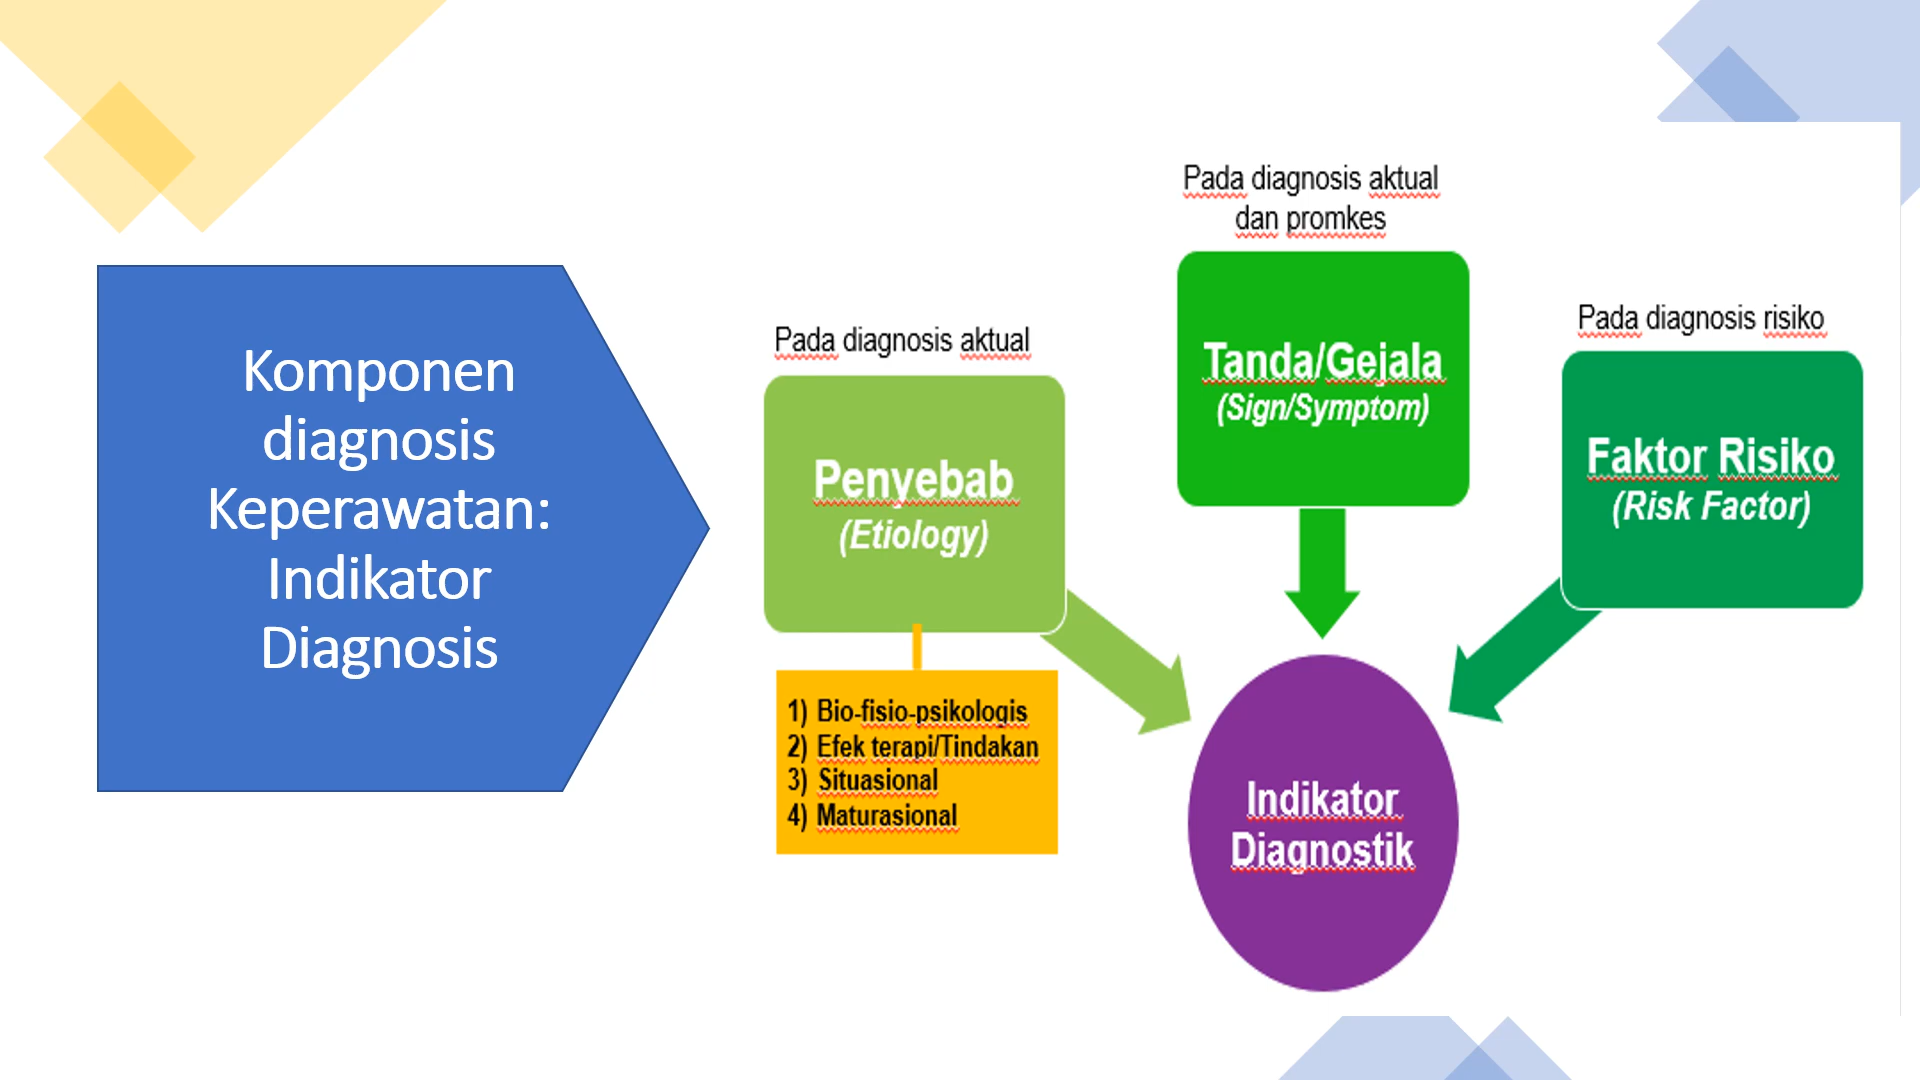 Komponen
diagnosis
Keperawatan:
Indikator
Diagnosis
Pada diagnosis aktual
Penyebab
(Etiology)
1) Bio-fisio-psikologis
2) Efek terapi/Tindakan
3) Situasional
4) Maturasional
Pada diagnosis aktual
dan promkes
Tanda/Gejala
(Sign/Symptom)
Pada diagnosis risiko
Faktor Risiko
(Risk Factor)
Indikator
Diagnostik